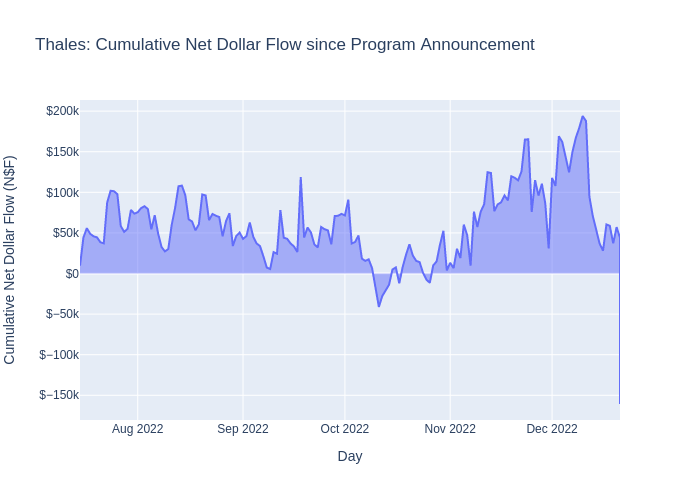 Thales: Cumulative Net Dollar Flow since Program Announcement
Cumulative Net Dollar Flow (N$F)
$200k
$150k
$100k
$50k
$0
$−50k
$−100k
$−150k
Aug 2022
Sep 2022
Oct 2022
Nov 2022
Dec 2022
Day